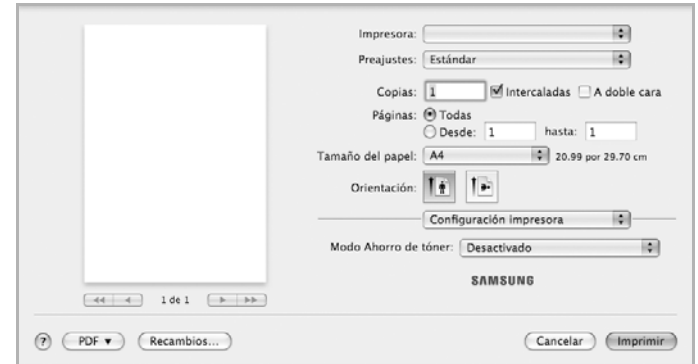 Impresora:
Preajustes: Estándar
Copias: 1 Intercaladas A doble cara
Páginas: Todas
Desde: 1 hasta: 1
Tamaño del papel: A4 20.99 por 29.70 cm
Orientación:
Configuración impresora
Modo Ahorro de tóner: Desactivado
SAMSUNG
1 de 1
? PDF Recambios... Cancelar Imprimir